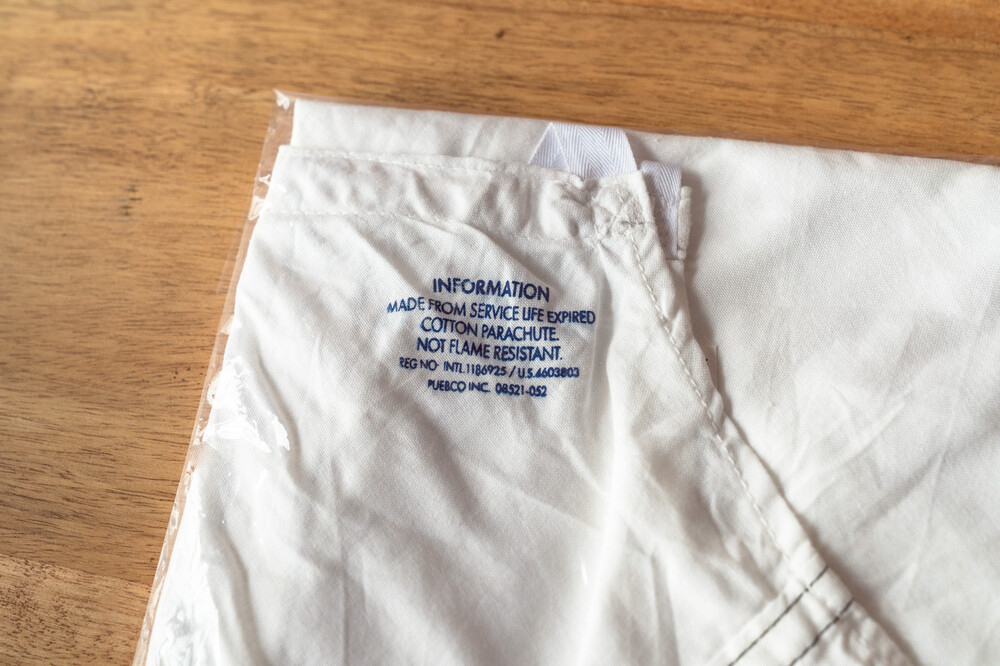 INFORMATION
MADE FROM SERVICE LIFE EXPIRED
COTTON PARACHUTE.
NOT FLAME RESISTANT.
REG NO· INTL.1186925 / U.S.4603803
PUEBCO INC. 08521-052